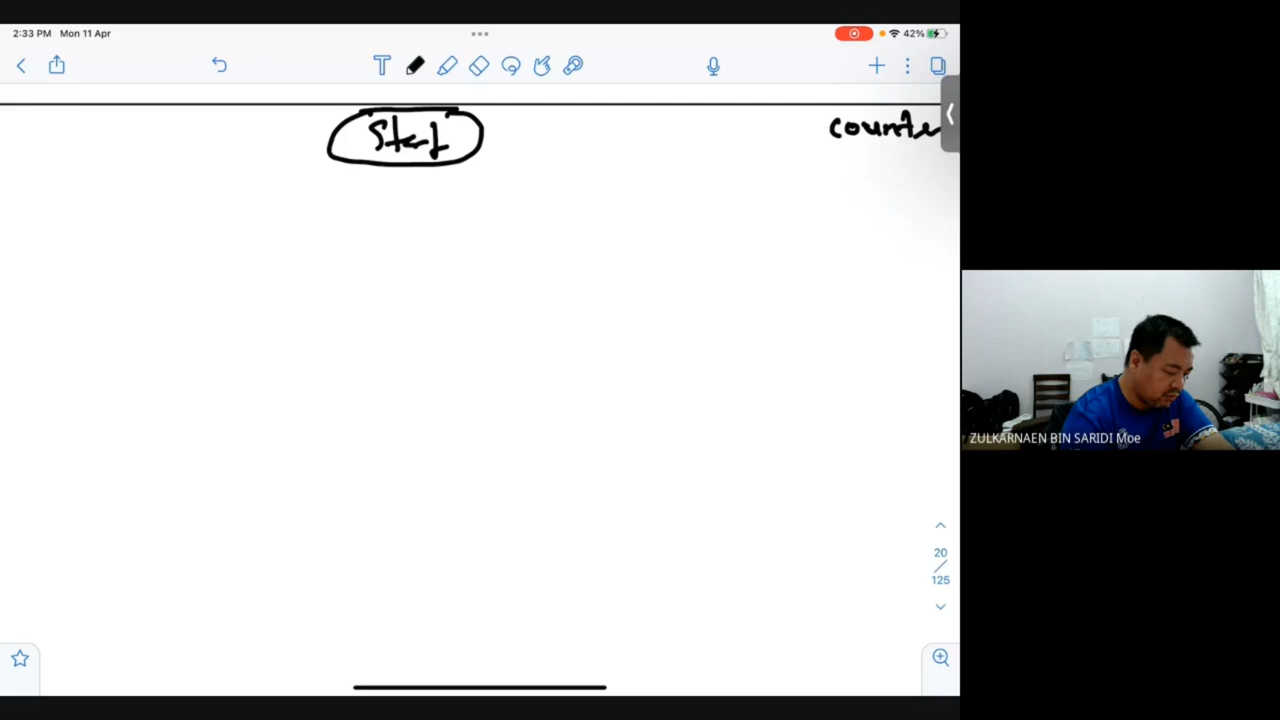 2:33 PM Mon 11 Apr
42%
Start
counte
ZULKARNAEN BIN SARIDI Moe
20
125